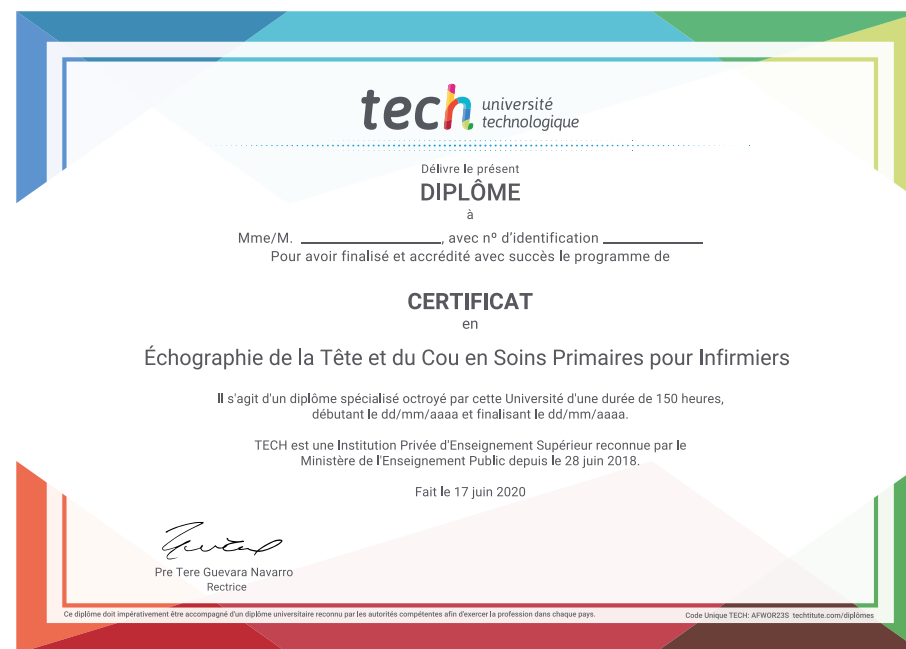 tech université
technologique
Délivre le présent
DIPLÔME
à
Mme/M. ____________________, avec nº d'identification ______________
Pour avoir finalisé et accrédité avec succès le programme de
CERTIFICAT
en
Échographie de la Tête et du Cou en Soins Primaires pour Infirmiers
Il s'agit d'un diplôme spécialisé octroyé par cette Université d'une durée de 150 heures,
débutant le dd/mm/aaaa et finalisant le dd/mm/aaaa.
TECH est une Institution Privée d'Enseignement Supérieur reconnue par le
Ministère de l'Enseignement Public depuis le 28 juin 2018.
Fait le 17 juin 2020
Pre Tere Guevara Navarro
Rectrice
Ce diplôme doit impérativement être accompagné d'un diplôme universitaire reconnu par les autorités compétentes afin d'exercer la profession dans chaque pays.
Code Unique TECH: AFWOR23S techtitute.com/diplômes